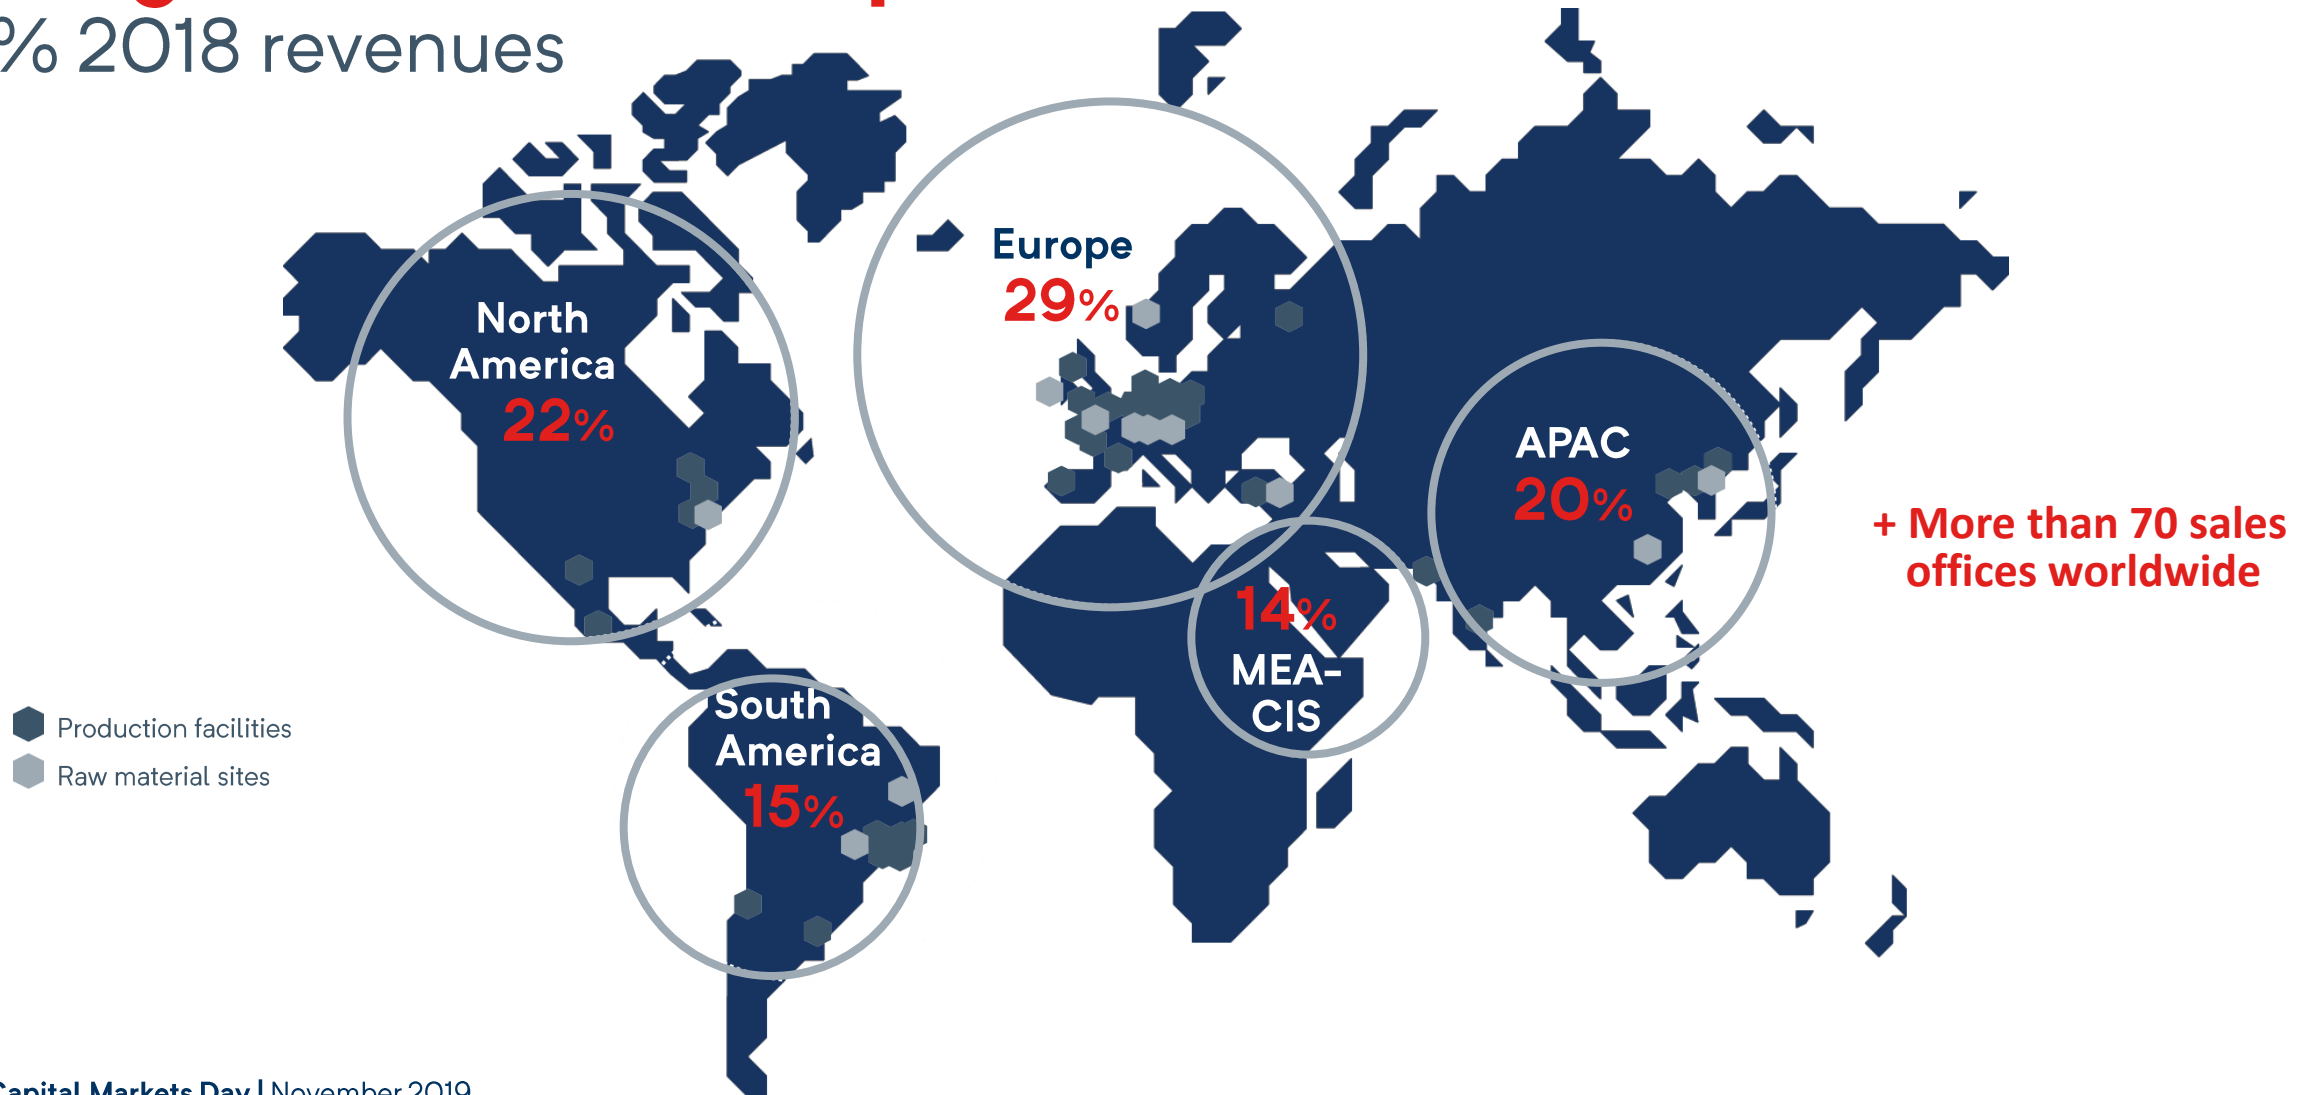 % 2018 revenues
Europe
29%
North
America
22%
APAC
20%
+ More than 70 sales
offices worldwide
14%
MEA-
CIS
South
America
15%
Production facilities
Raw material sites
Capital Markets Day | November 2019